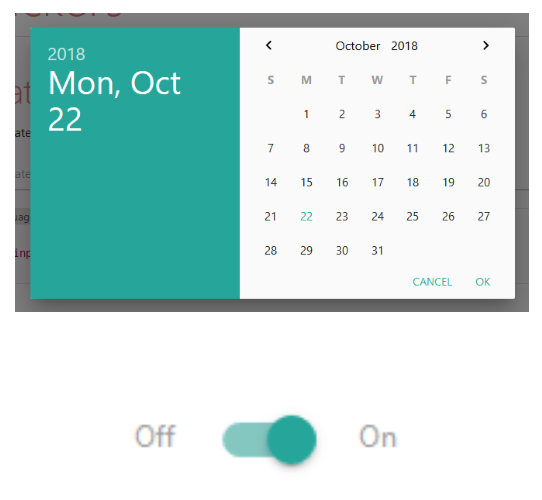 2018
Mon, Oct
22
October 2018
S M T W T F S
1 2 3 4 5 6
7 8 9 10 11 12 13
14 15 16 17 18 19 20
21 22 23 24 25 26 27
28 29 30 31
CANCEL OK
Off On